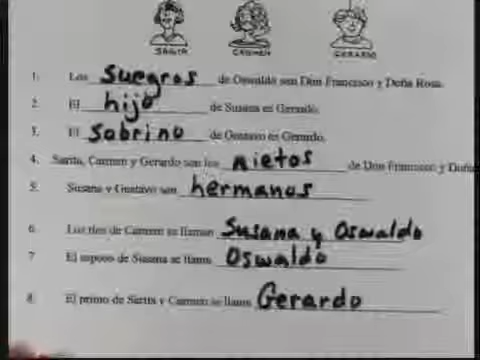 SARITA CARMEN GERARDO
1. Los suegros de Oswaldo son Don Francisco y Doña Rosa.
2. El hijo de Susana es Gerardo.
3. El sobrino de Gustavo es Gerardo.
4. Sarita, Carmen y Gerardo son los nietos de Don Francisco y Doña
5. Susana y Gustavo son hermanos
6. Los tíos de Carmen se llaman Susana y Oswaldo
7. El esposo de Susana se llama Oswaldo
8. El primo de Sarita y Carmen se llama Gerardo